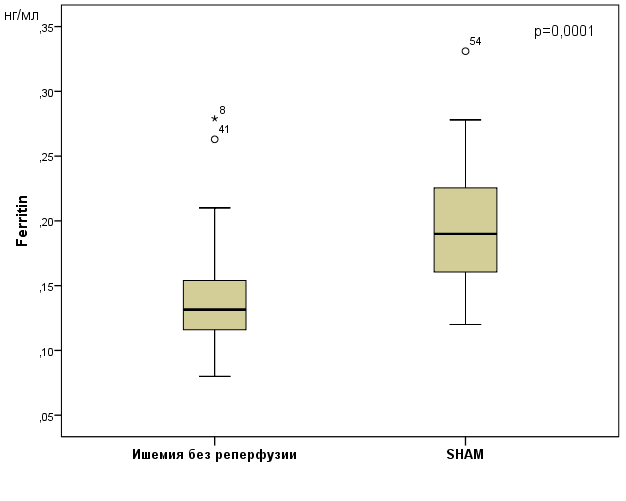 нг/мл
,35
,30
,25
,20
,15
,10
,05
Ferritin
p=0,0001
54
*
8
41
Ишемия без реперфузии
SHAM